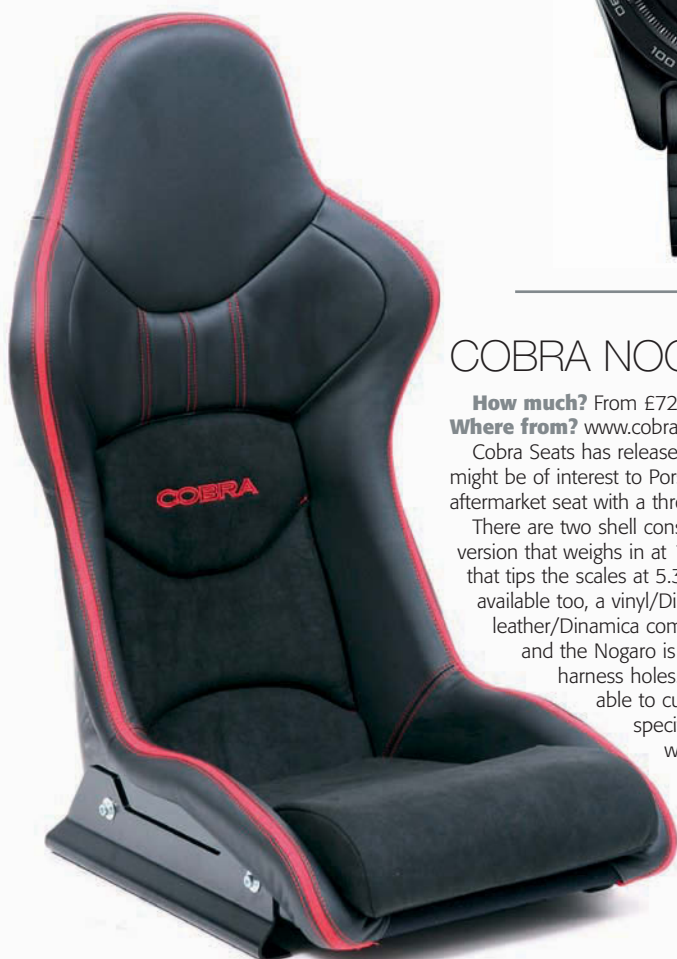 100
COBRA
COBRA NOG
How much? From £72
Where from? www.cobra
Cobra Seats has release
might be of interest to Por
aftermarket seat with a thre
There are two shell cons
version that weighs in at
that tips the scales at 5.3
available too, a vinyl/Di
leather/Dinamica com
and the Nogaro is
harness holes
able to cu
speci
w